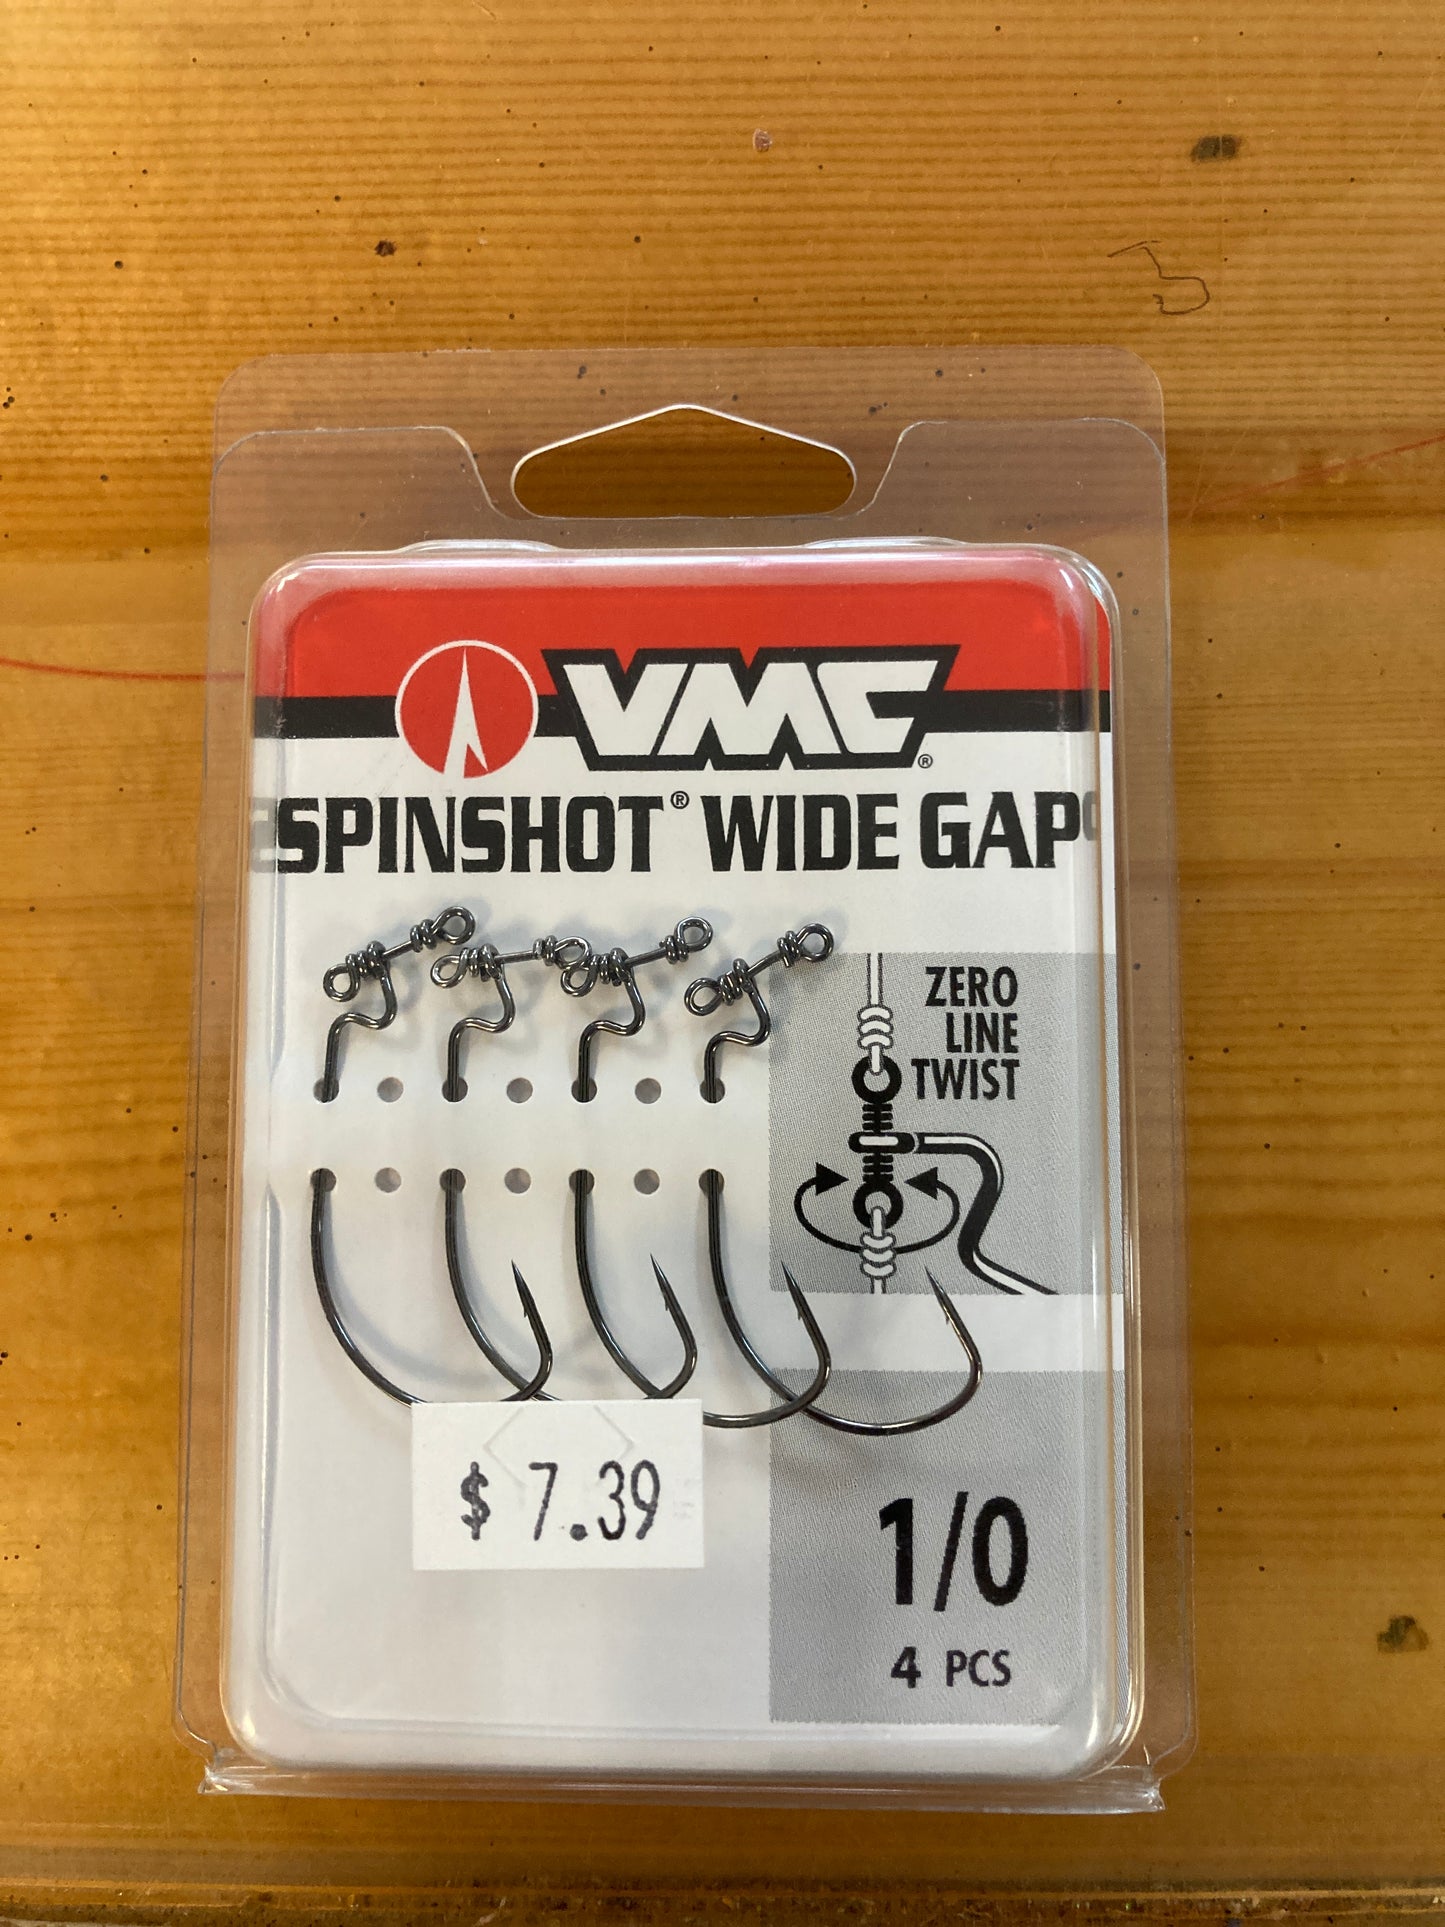 VMC®
SPINSHOT® WIDE GAP
ZERO
LINE
TWIST
$ 7.39
1/0
4 PCS